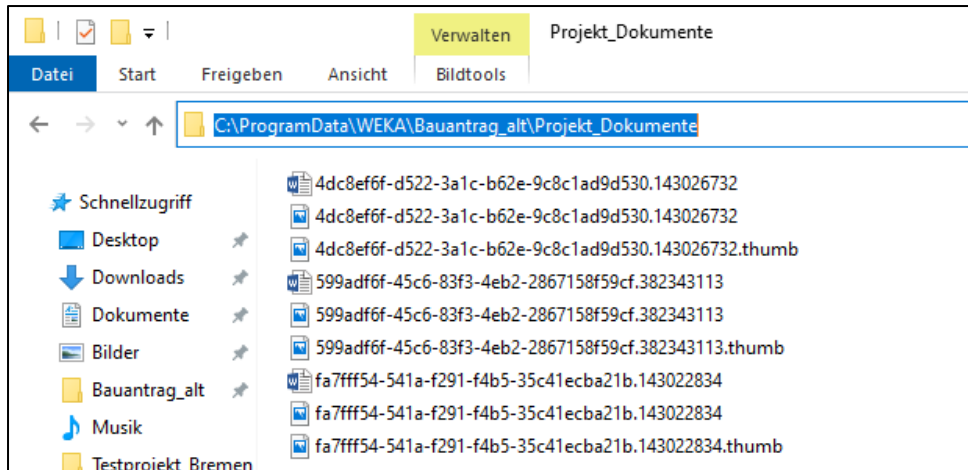 Verwalten
Projekt_Dokumente
Datei
Start
Freigeben
Ansicht
Bildtools
C:\ProgramData\WEKA\Bauantrag_alt\Projekt_Dokumente
Schnellzugriff
Desktop
Downloads
Dokumente
Bilder
Bauantrag_alt
Musik
Testprojekt_Bremen
4dc8ef6f-d522-3a1c-b62e-9c8c1ad9d530.143026732
4dc8ef6f-d522-3a1c-b62e-9c8c1ad9d530.143026732
4dc8ef6f-d522-3a1c-b62e-9c8c1ad9d530.143026732.thumb
599adf6f-45c6-83f3-4eb2-2867158f59cf.382343113
599adf6f-45c6-83f3-4eb2-2867158f59cf.382343113
599adf6f-45c6-83f3-4eb2-2867158f59cf.382343113.thumb
fa7fff54-541a-f291-f4b5-35c41ecba21b.143022834
fa7fff54-541a-f291-f4b5-35c41ecba21b.143022834
fa7fff54-541a-f291-f4b5-35c41ecba21b.143022834.thumb